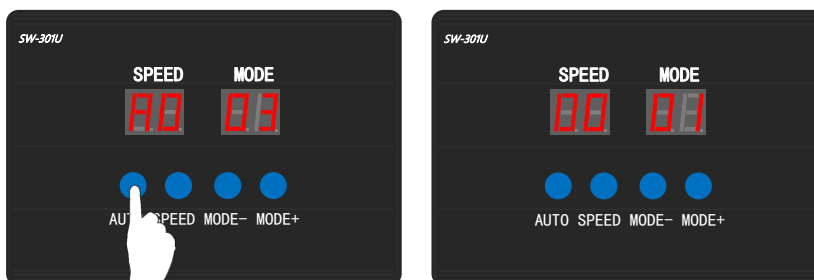 SW-301U
SPEED MODE
A0 03
AUTO SPEED MODE- MODE+
SW-301U
SPEED MODE
00 01
AUTO SPEED MODE- MODE+